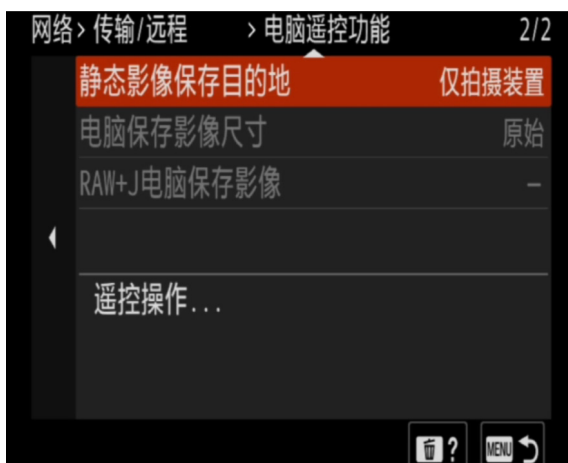 网络> 传输/远程 > 电脑遥控功能 2/2
静态影像保存目的地 仅拍摄装置
电脑保存影像尺寸 原始
RAW+J电脑保存影像 –
遥控操作...
? MENU